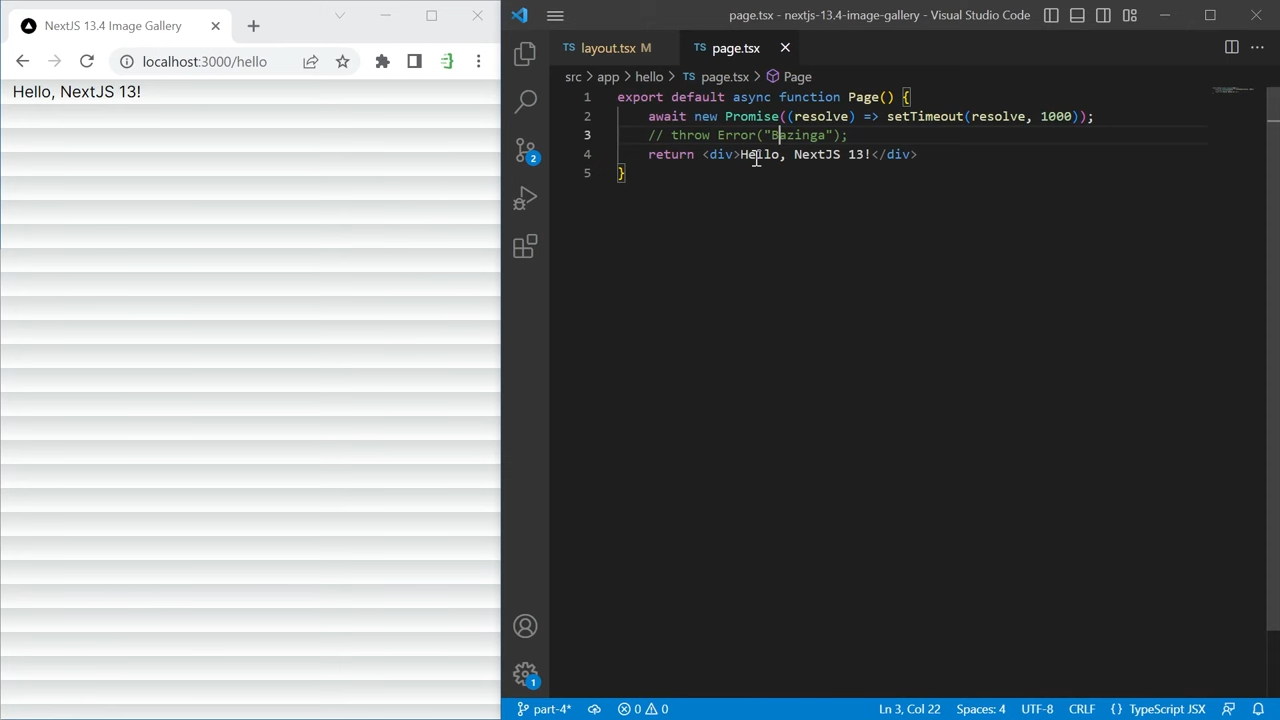 NextJS 13.4 Image Gallery
localhost:3000/hello
Hello, NextJS 13!
page.tsx - nextjs-13.4-image-gallery - Visual Studio Code
TS layout.tsx M
TS page.tsx
src > app > hello > TS page.tsx > Page
1 export default async function Page() {
2 await new Promise((resolve) => setTimeout(resolve, 1000));
3 // throw Error("Bazinga");
4 return <div>Hello, NextJS 13!</div>
5 }
2
1
part-4* 0 0 Ln 3, Col 22 Spaces: 4 UTF-8 CRLF {} TypeScript JSX